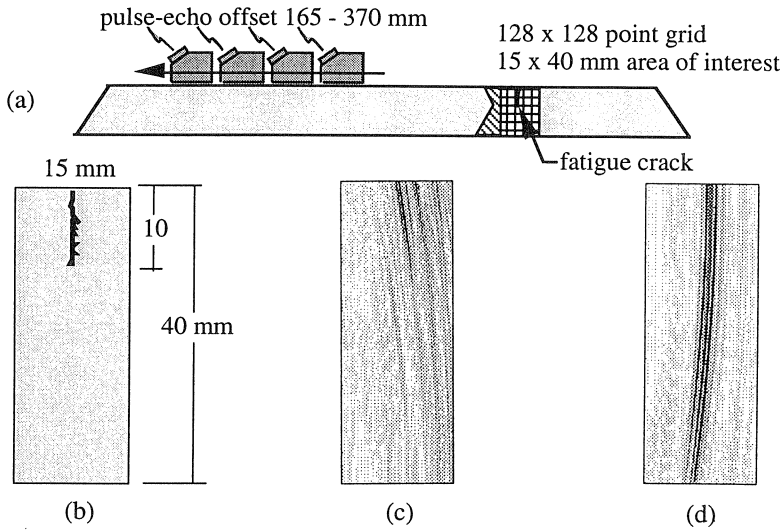 pulse-echo offset 165 - 370 mm
128 x 128 point grid
15 x 40 mm area of interest
(a)
fatigue crack
15 mm
10
40 mm
(b)
(c)
(d)